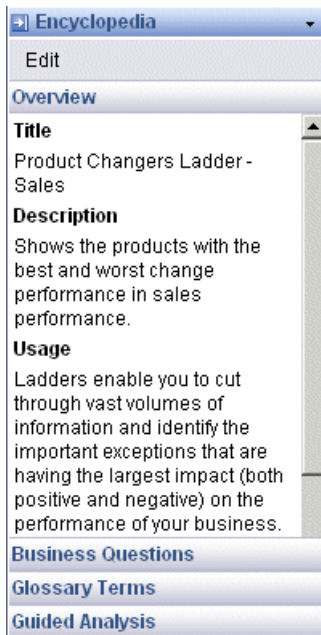 Encyclopedia
Edit
Overview
Title
Product Changers Ladder -
Sales
Description
Shows the products with the
best and worst change
performance in sales
performance.
Usage
Ladders enable you to cut
through vast volumes of
information and identify the
important exceptions that are
having the largest impact (both
positive and negative) on the
performance of your business.
Business Questions
Glossary Terms
Guided Analysis